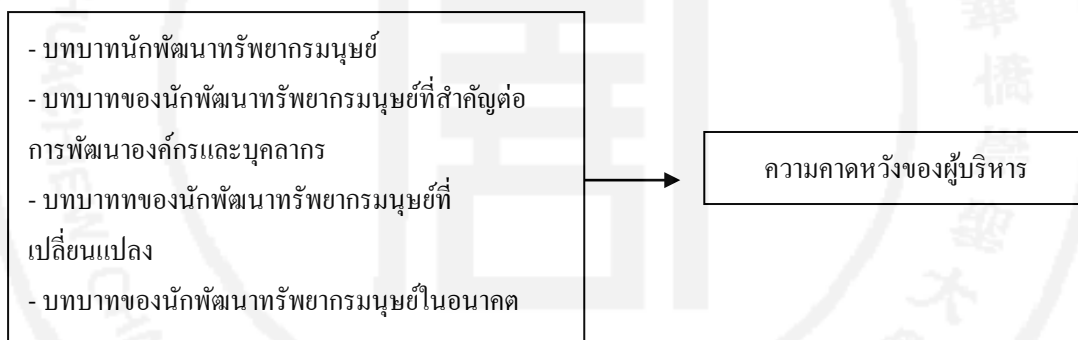 - บทบาทนักพัฒนาทรัพยากรมนุษย์
- บทบาทของนักพัฒนาทรัพยากรมนุษย์ที่สำคัญต่อ
การพัฒนาองค์กรและบุคลากร
- บทบาททของนักพัฒนาทรัพยากรมนุษย์ที่
เปลี่ยนแปลง
- บทบาทของนักพัฒนาทรัพยากรมนุษย์ในอนาคต
ความคาดหวังของผู้บริหาร